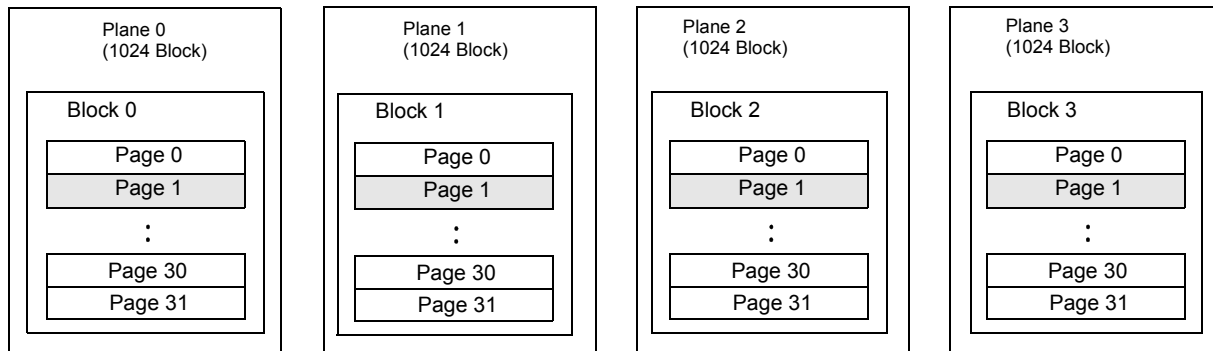 Plane 0
(1024 Block)
Block 0
Page 0
Page 1
:
Page 30
Page 31
Plane 1
(1024 Block)
Block 1
Page 0
Page 1
:
Page 30
Page 31
Plane 2
(1024 Block)
Block 2
Page 0
Page 1
:
Page 30
Page 31
Plane 3
(1024 Block)
Block 3
Page 0
Page 1
:
Page 30
Page 31